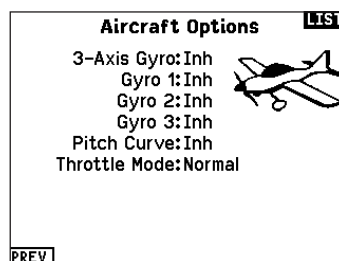 Aircraft Options
LIST
3-Axis Gyro:Inh
Gyro 1:Inh
Gyro 2:Inh
Gyro 3:Inh
Pitch Curve:Inh
Throttle Mode:Normal
PREV